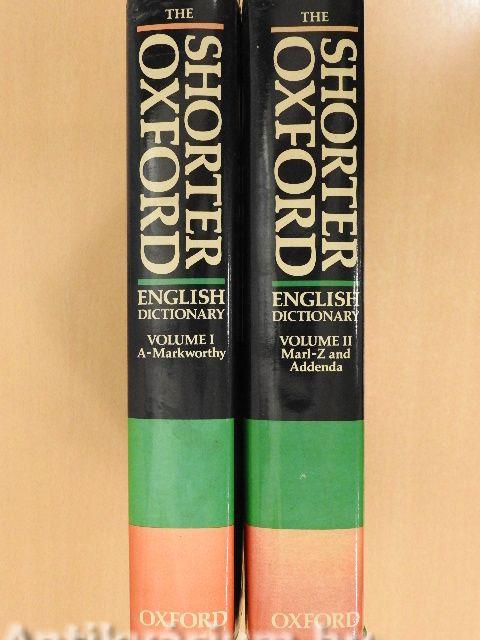 THE
SHORTER
OXFORD
ENGLISH
DICTIONARY
VOLUME I
A-Markworthy
OXFORD
THE
SHORTER
OXFORD
ENGLISH
DICTIONARY
VOLUME II
Marl-Z and
Addenda
OXFORD